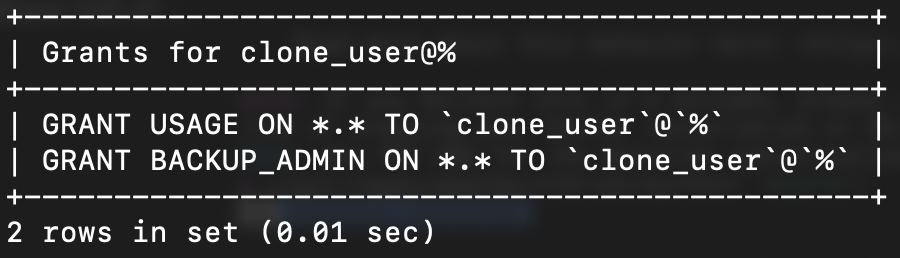 +-----------------------------------------------+
| Grants for clone_user@%                       |
+-----------------------------------------------+
| GRANT USAGE ON *.* TO `clone_user`@`%`        |
| GRANT BACKUP_ADMIN ON *.* TO `clone_user`@`%` |
+-----------------------------------------------+
2 rows in set (0.01 sec)